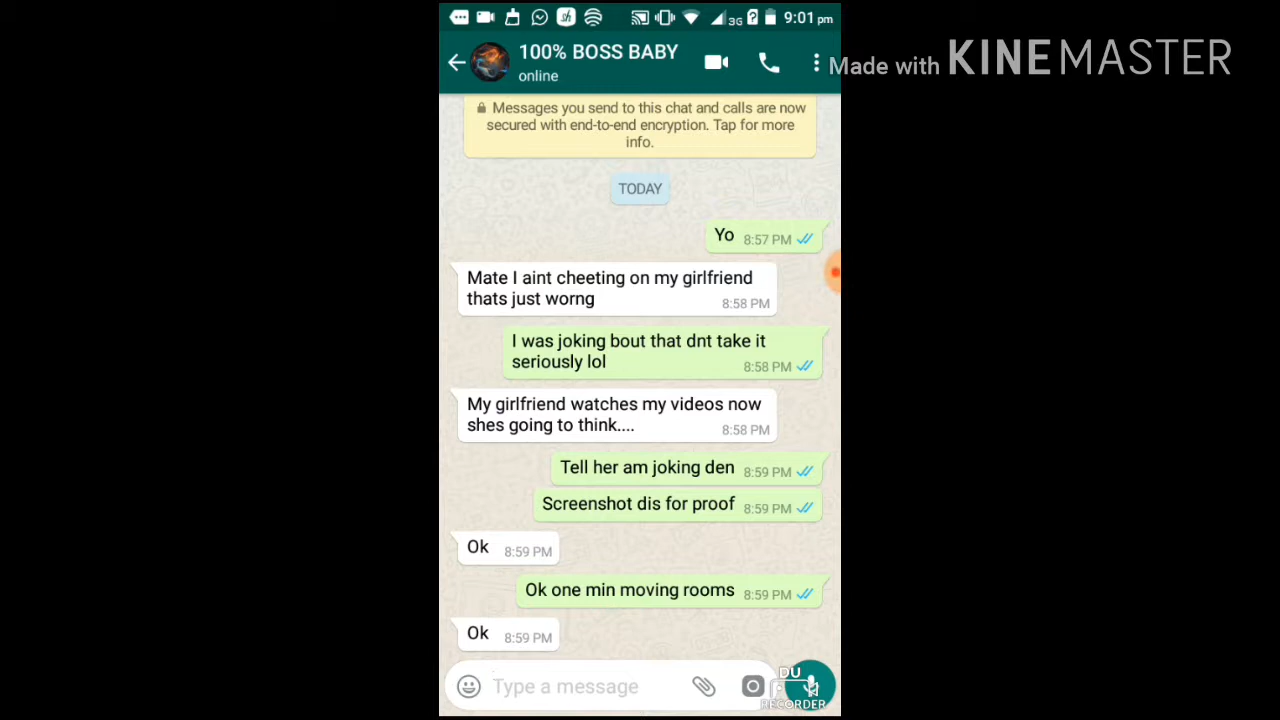 9:01 pm
3G
100% BOSS BABY
online
Made with KINEMASTER
Messages you send to this chat and calls are now
secured with end-to-end encryption. Tap for more
info.
TODAY
Yo 8:57 PM
Mate I aint cheeting on my girlfriend
thats just worng 8:58 PM
I was joking bout that dnt take it
seriously lol 8:58 PM
My girlfriend watches my videos now
shes going to think.... 8:58 PM
Tell her am joking den 8:59 PM
Screenshot dis for proof 8:59 PM
Ok 8:59 PM
Ok one min moving rooms 8:59 PM
Ok 8:59 PM
Type a message
DU
RECORDER